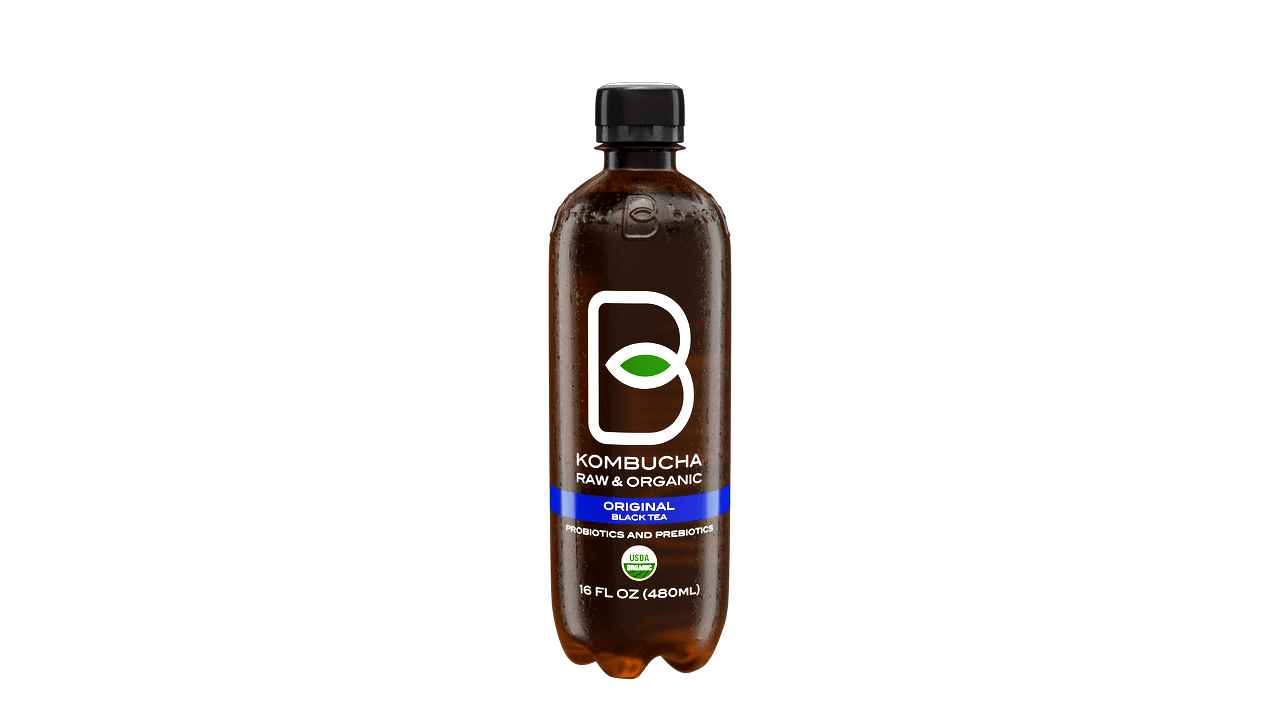 B
KOMBUCHA
RAW & ORGANIC
ORIGINAL
BLACK TEA
PROBIOTICS AND PREBIOTICS
USDA
ORGANIC
16 FL OZ (480ML)